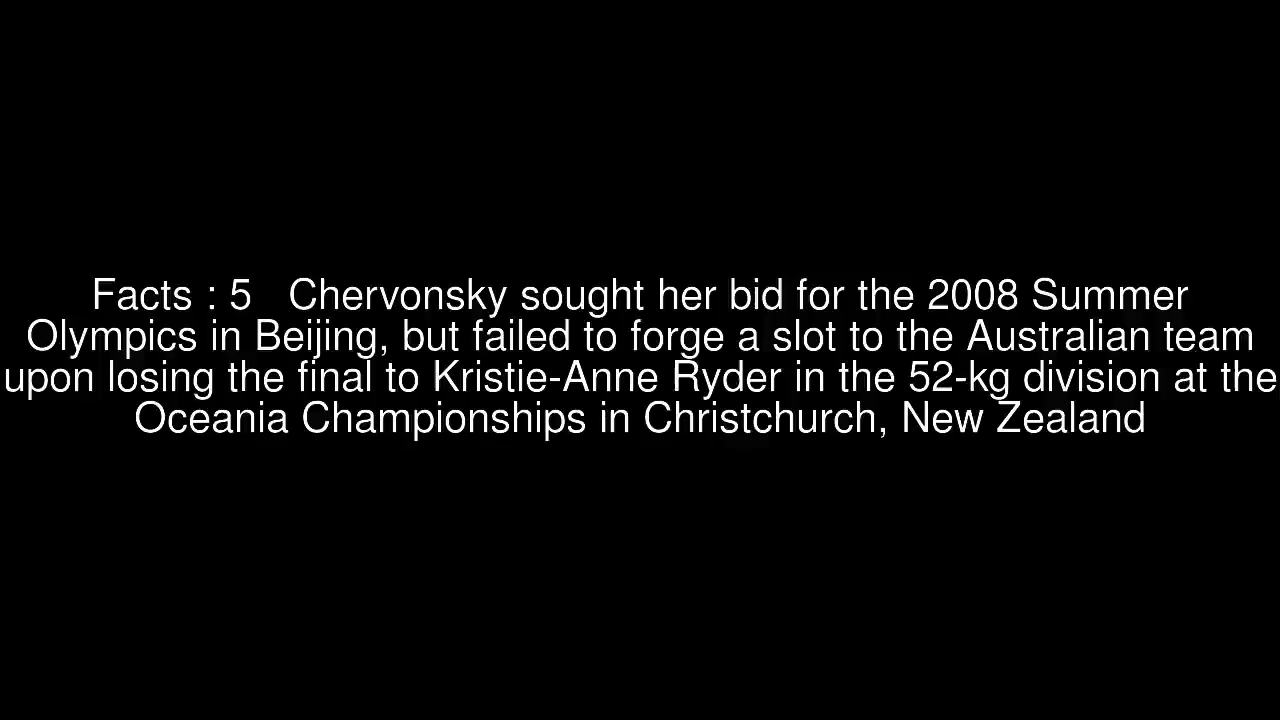 Facts : 5   Chervonsky sought her bid for the 2008 Summer
Olympics in Beijing, but failed to forge a slot to the Australian team
upon losing the final to Kristie-Anne Ryder in the 52-kg division at the
Oceania Championships in Christchurch, New Zealand